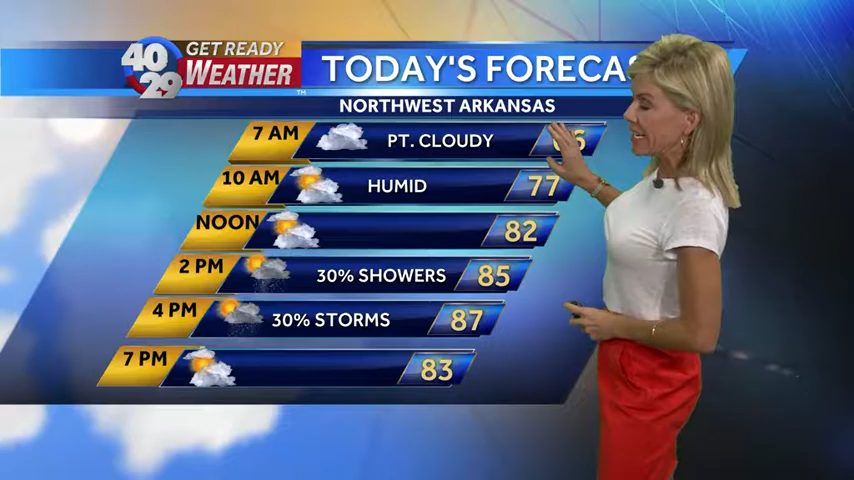 40
29
GET READY
WEATHER™
TODAY'S FORECAS
NORTHWEST ARKANSAS
7 AM PT. CLOUDY
10 AM HUMID 77
NOON 82
2 PM 30% SHOWERS 85
4 PM 30% STORMS 87
7 PM 83